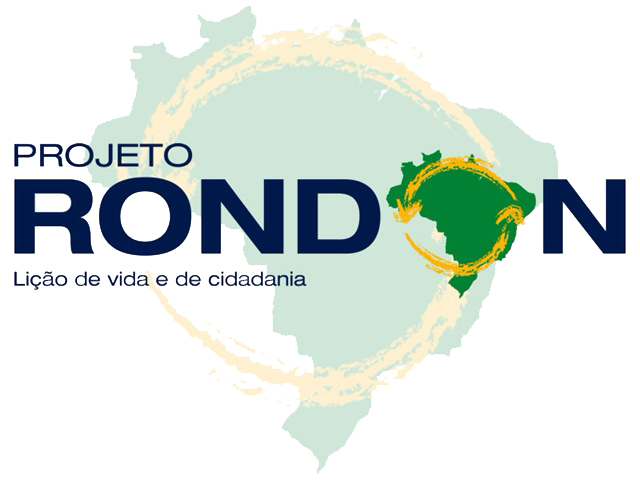 PROJETO
RONDON
Lição de vida e de cidadania